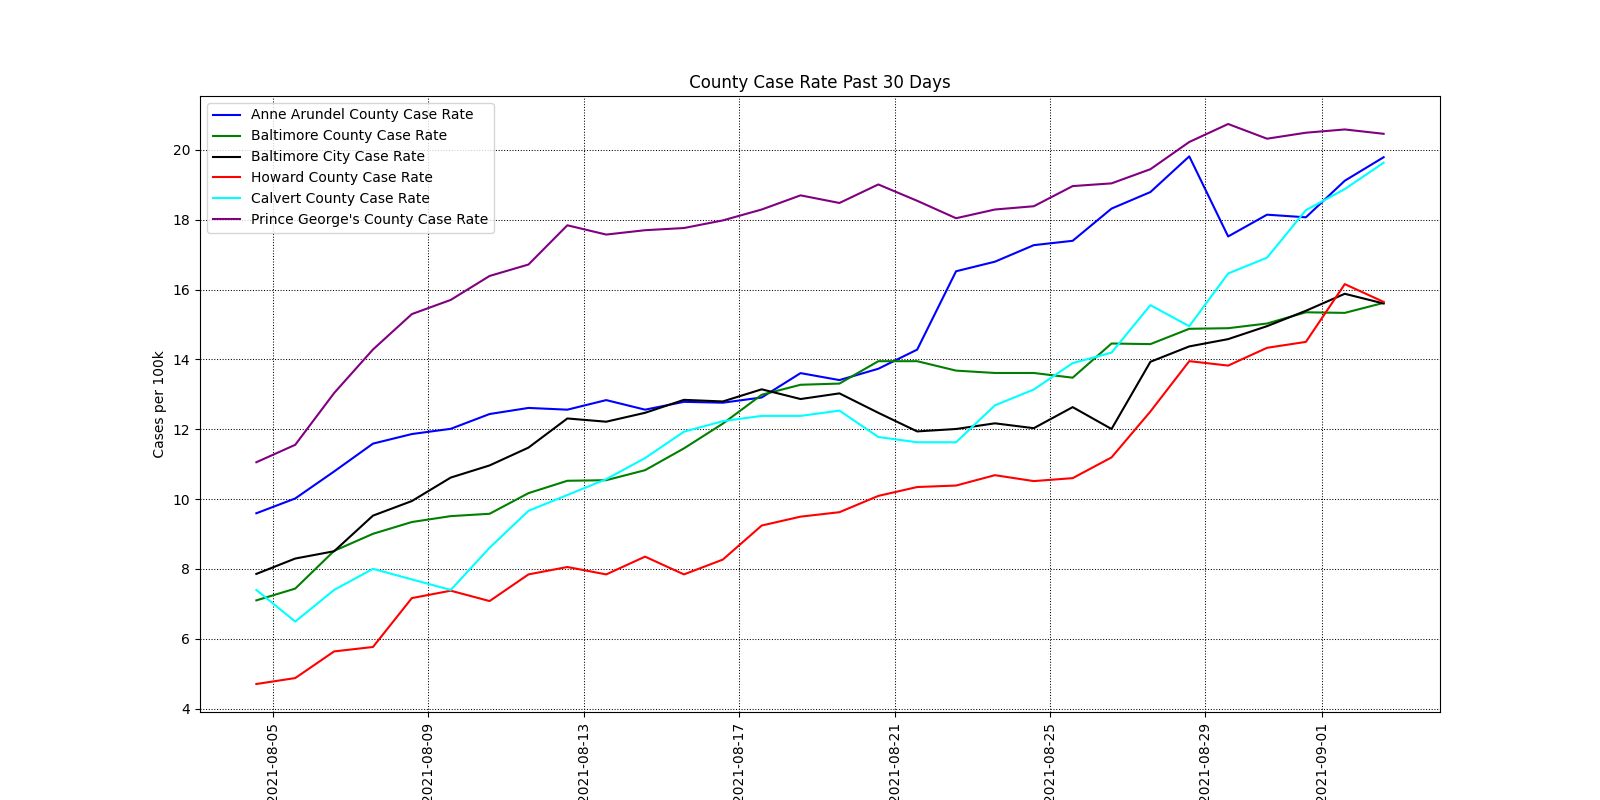 County Case Rate Past 30 Days
Anne Arundel County Case Rate
Baltimore County Case Rate
Baltimore City Case Rate
Howard County Case Rate
Calvert County Case Rate
Prince George's County Case Rate
Cases per 100k
20
18
16
14
12
10
8
6
4
2021-08-05
2021-08-09
2021-08-13
2021-08-17
2021-08-21
2021-08-25
2021-08-29
2021-09-01